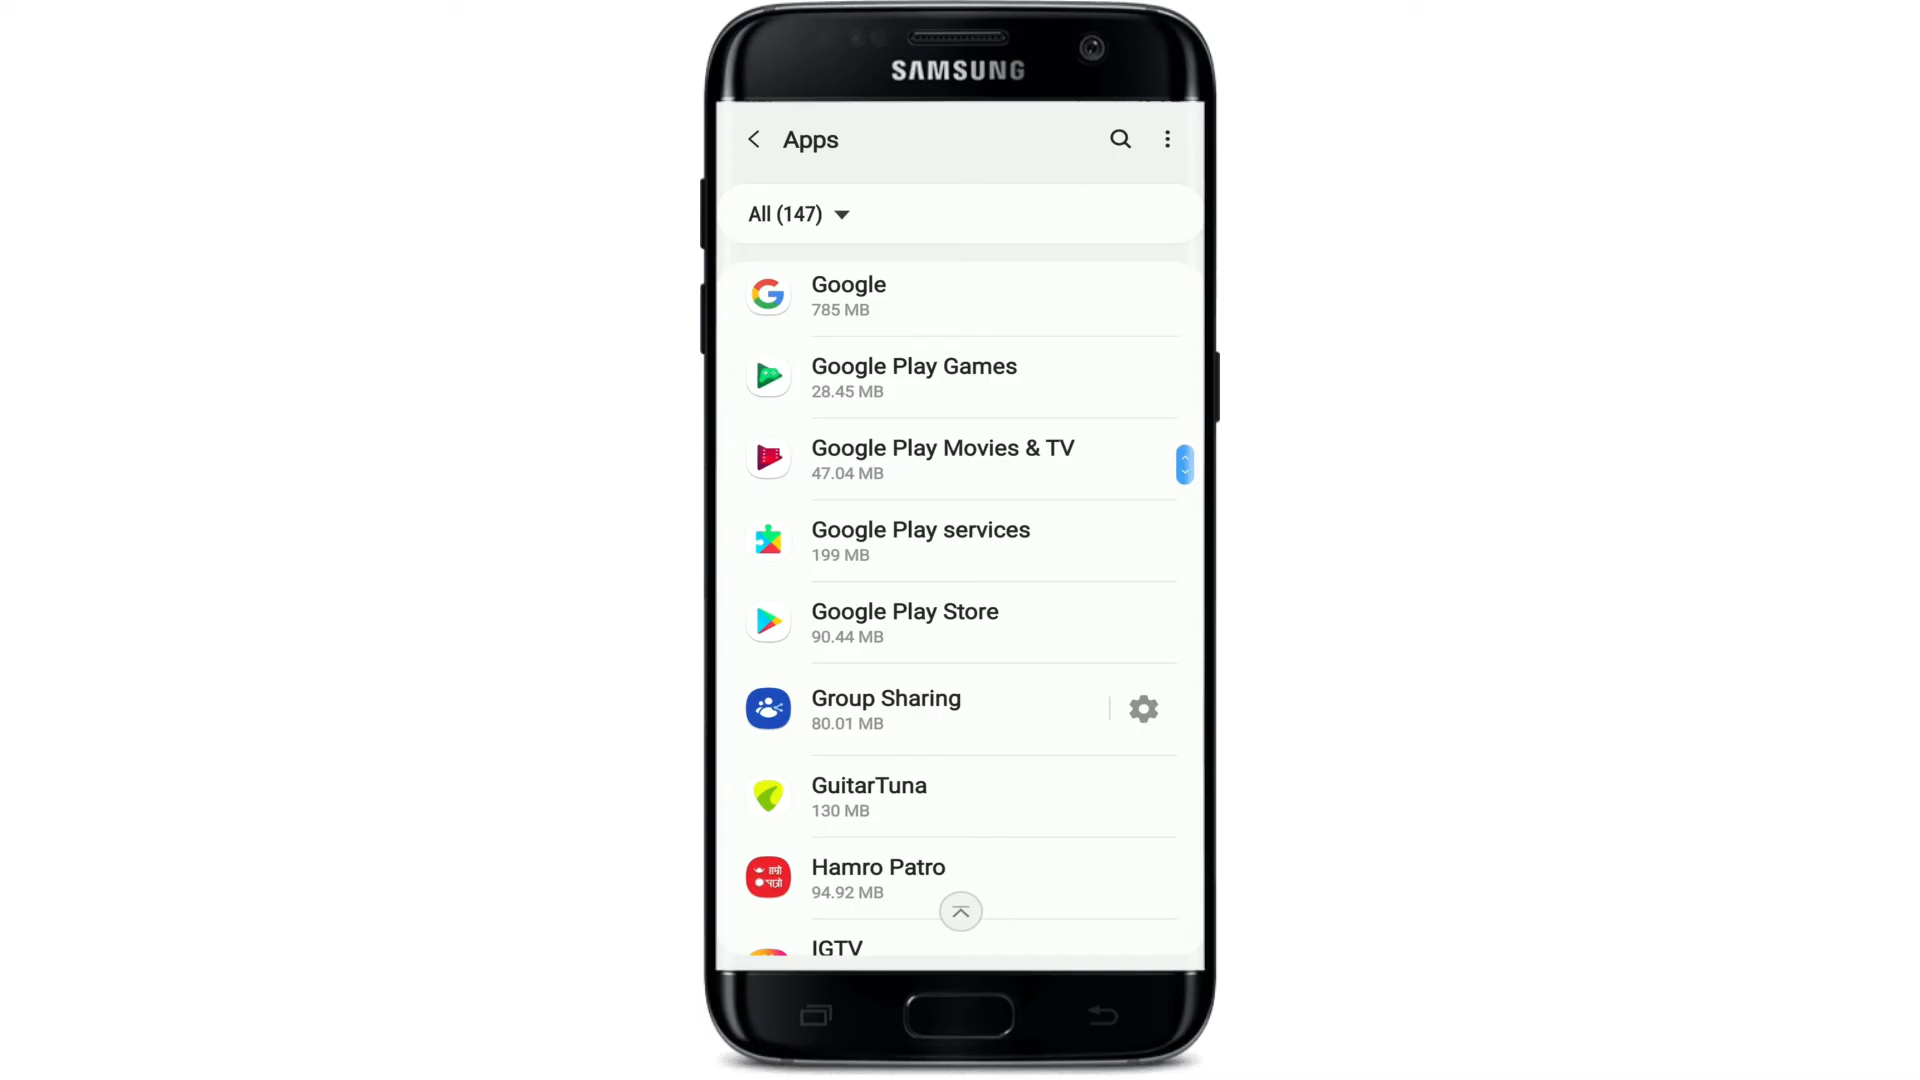 SAMSUNG
Apps
All (147)
Google
785 MB
Google Play Games
28.45 MB
Google Play Movies & TV
47.04 MB
Google Play services
199 MB
Google Play Store
90.44 MB
Group Sharing
80.01 MB
GuitarTuna
130 MB
हाम्रो
पात्रो
Hamro Patro
94.92 MB
IGTV